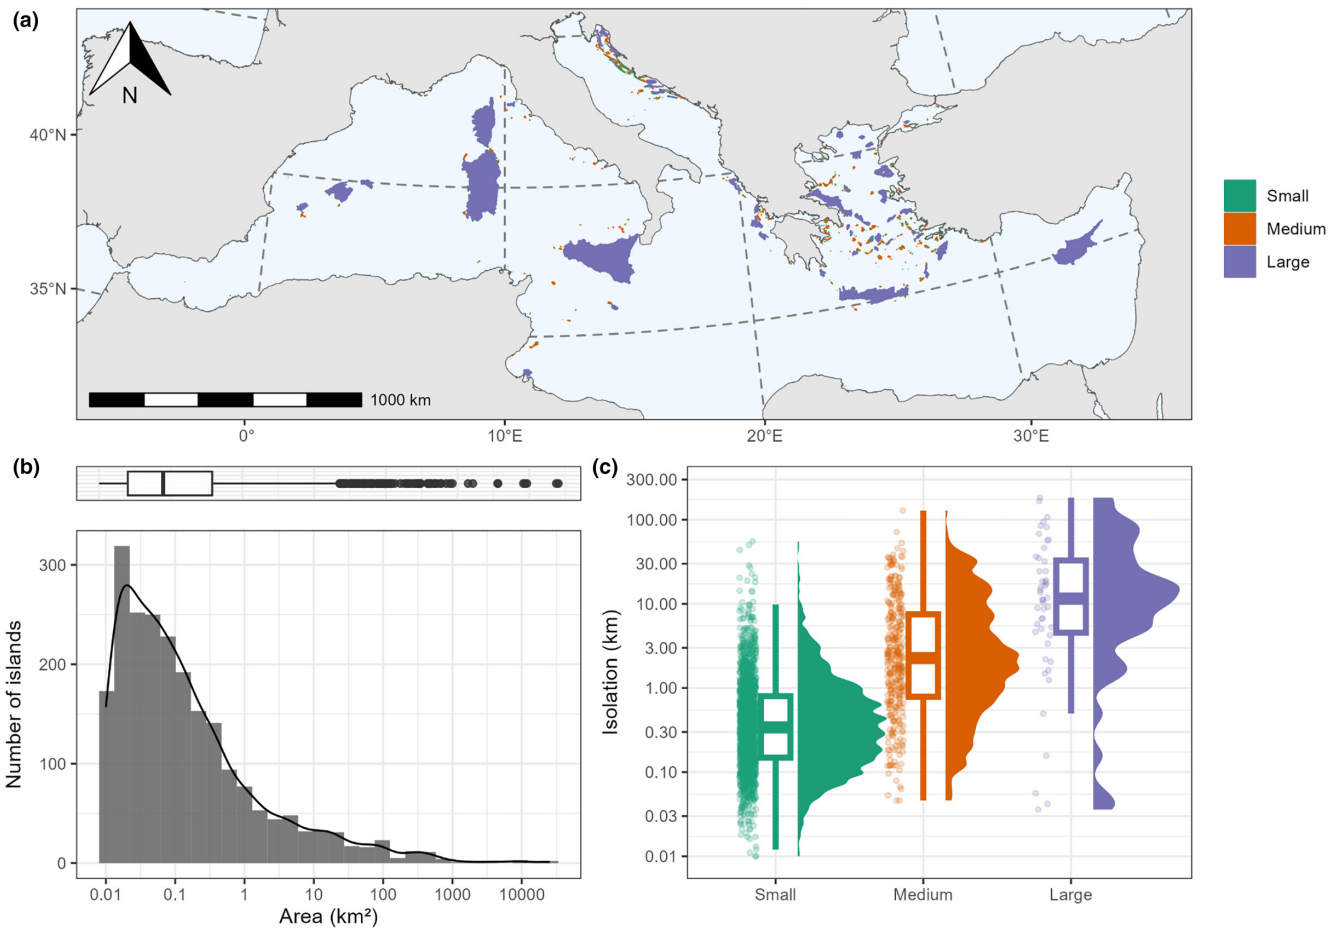 (a)
N
40°N
35°N
1000 km
0°
10°E
20°E
30°E
Small
Medium
Large
(b)
Number of islands
300
200
100
0
0.01
0.1
1
10
100
1000
10000
Area (km²)
(c)
Isolation (km)
300.00
100.00
30.00
10.00
3.00
1.00
0.30
0.10
0.03
0.01
Small
Medium
Large